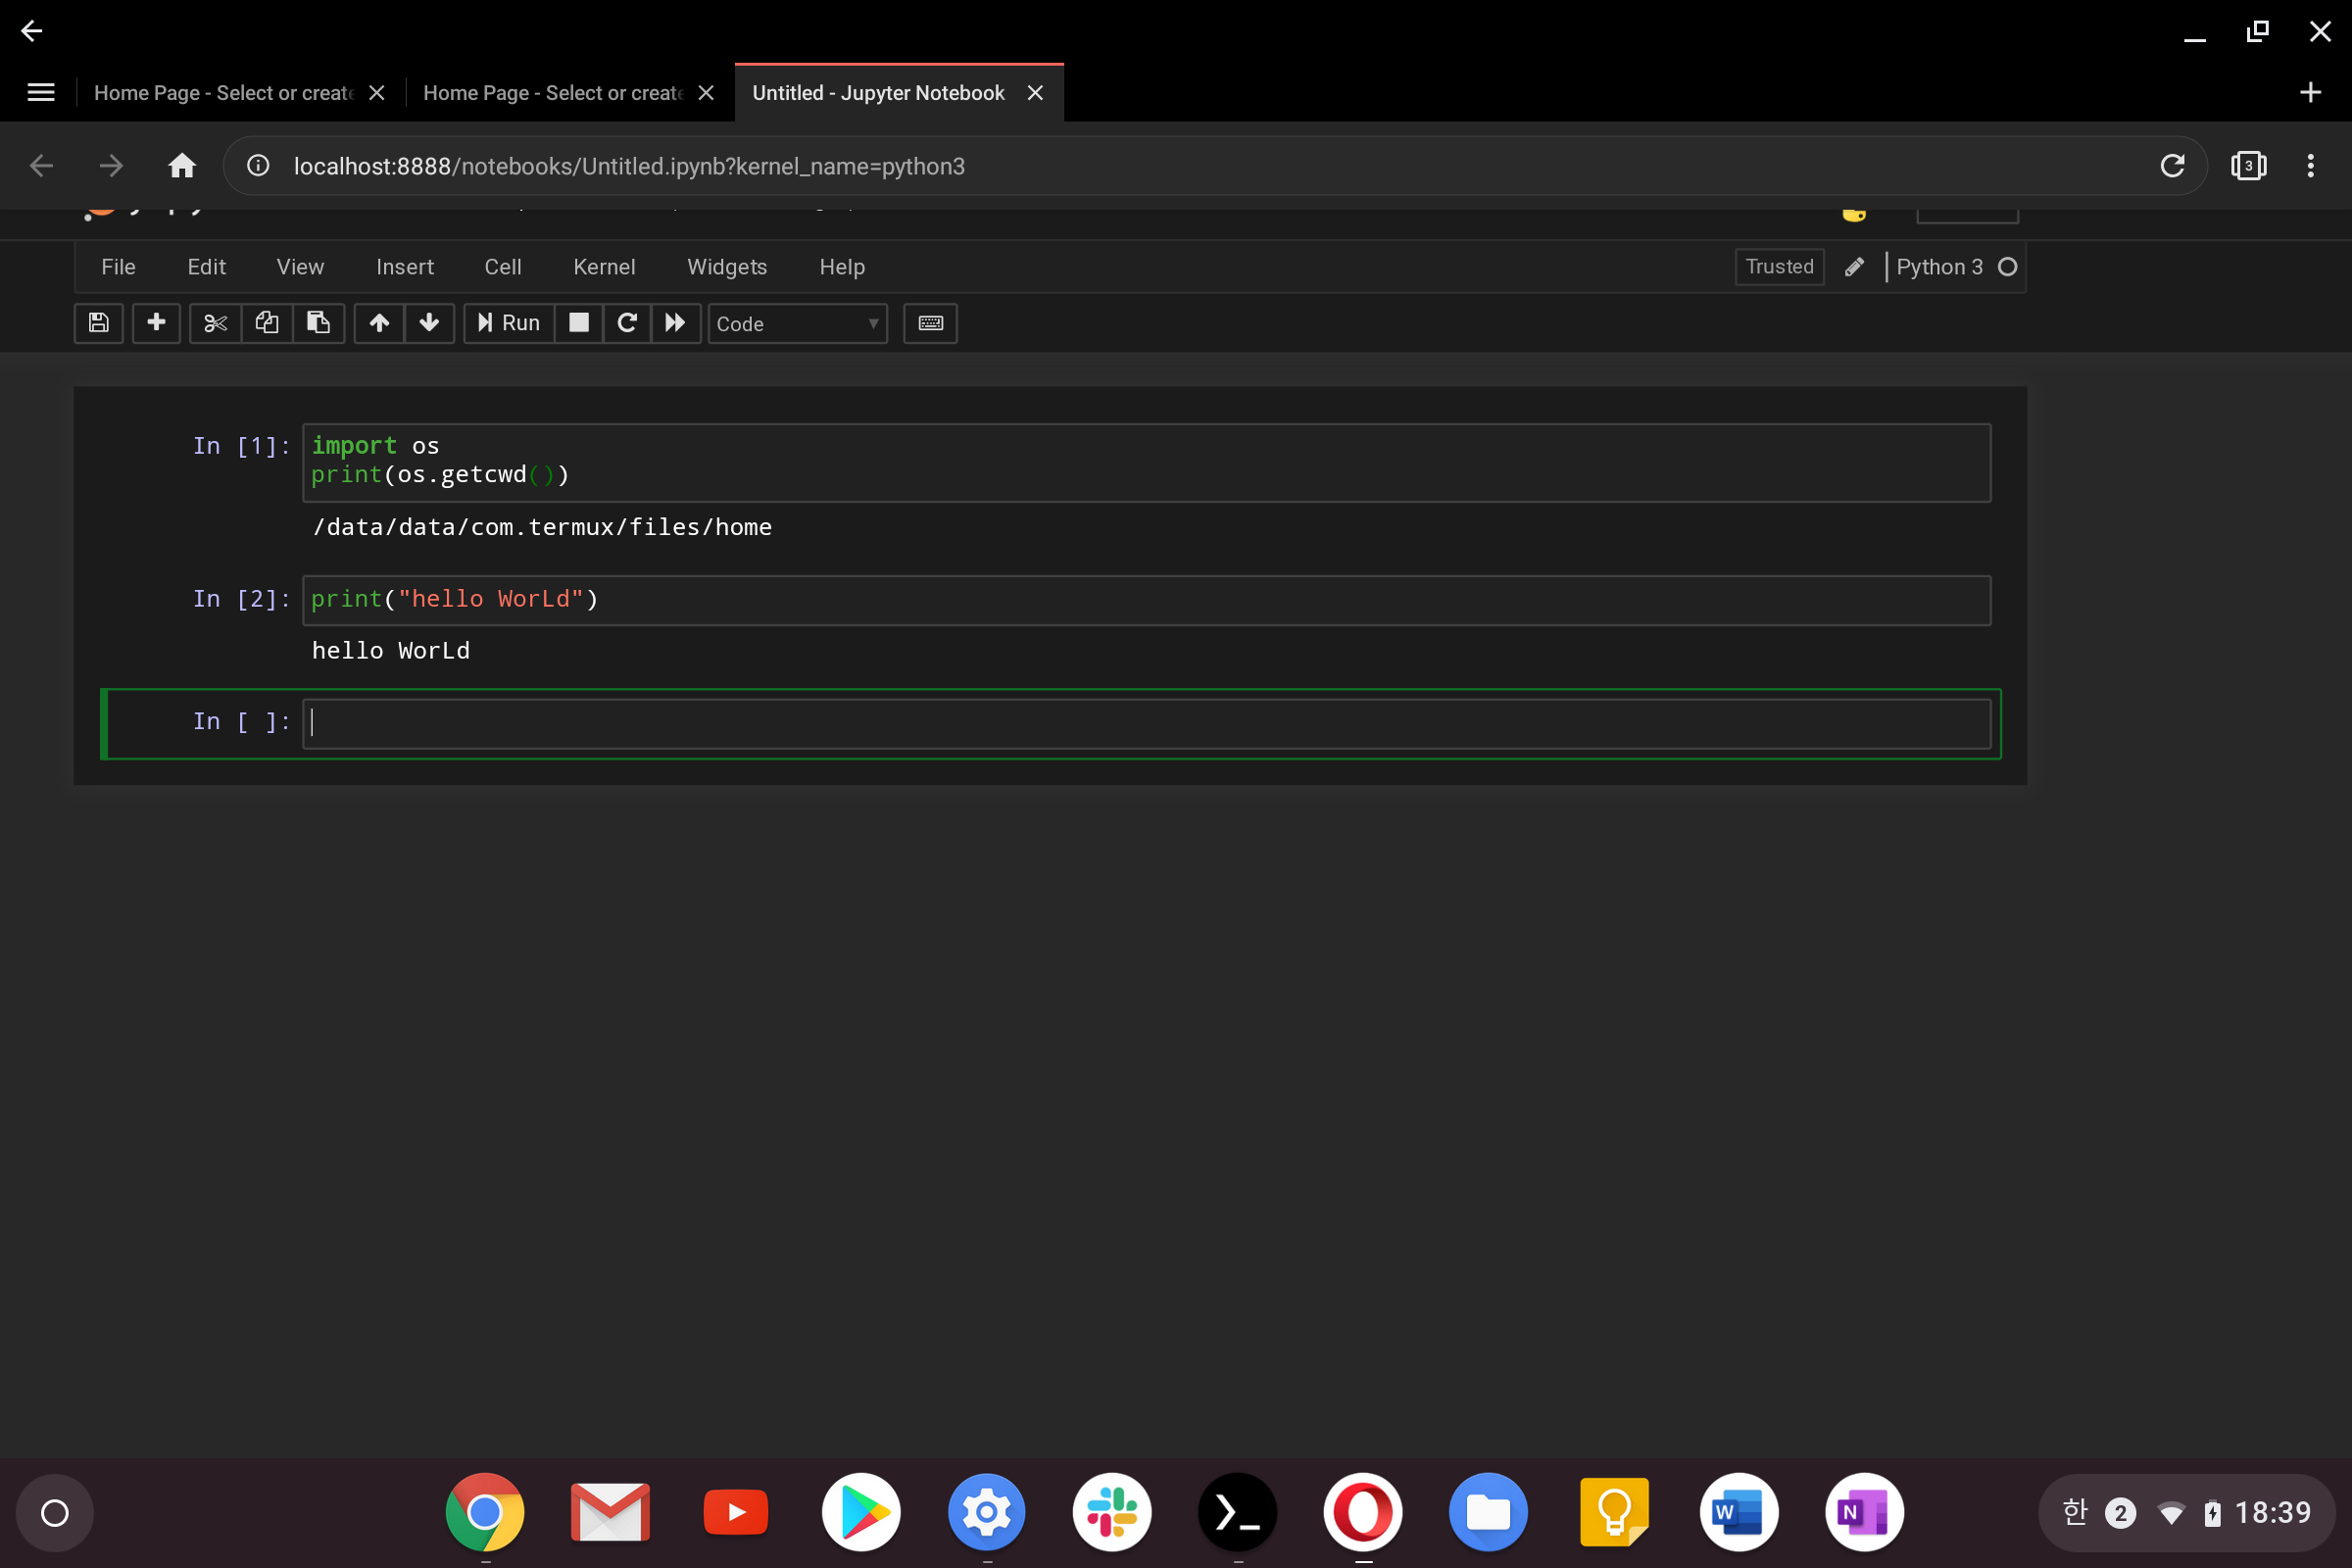 Home Page - Select or create
Home Page - Select or create
Untitled - Jupyter Notebook
localhost:8888/notebooks/Untitled.ipynb?kernel_name=python3
3
File Edit View Insert Cell Kernel Widgets Help
Trusted
Python 3
Run
Code
In [1]: import os
print(os.getcwd())
/data/data/com.termux/files/home
In [2]: print("hello WorLd")
hello WorLd
In [ ]:
>_
W
N
한 2 18:39